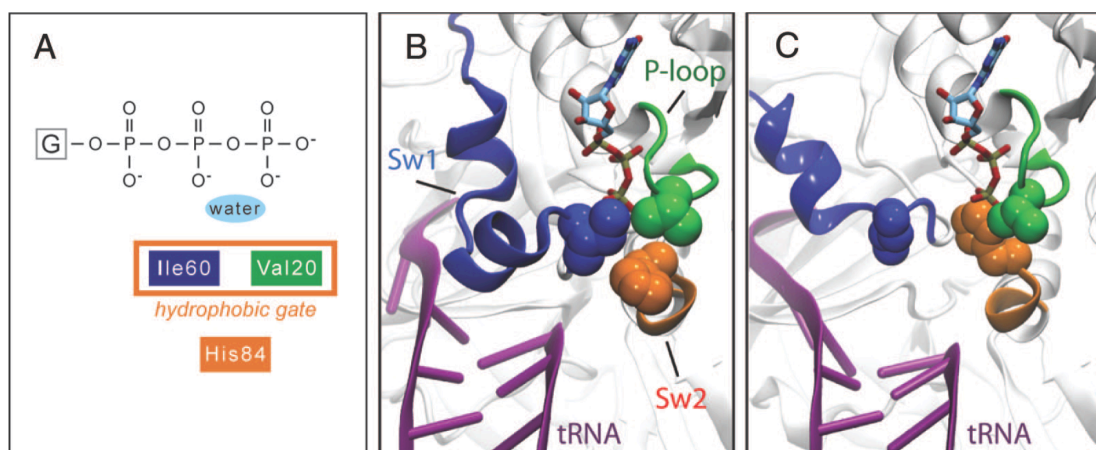 A
O O O
G O P O P O P O-
O- O- O-
water
Ile60 Val20
hydrophobic gate
His84
B
P-loop
Sw1
Sw2
tRNA
C
tRNA